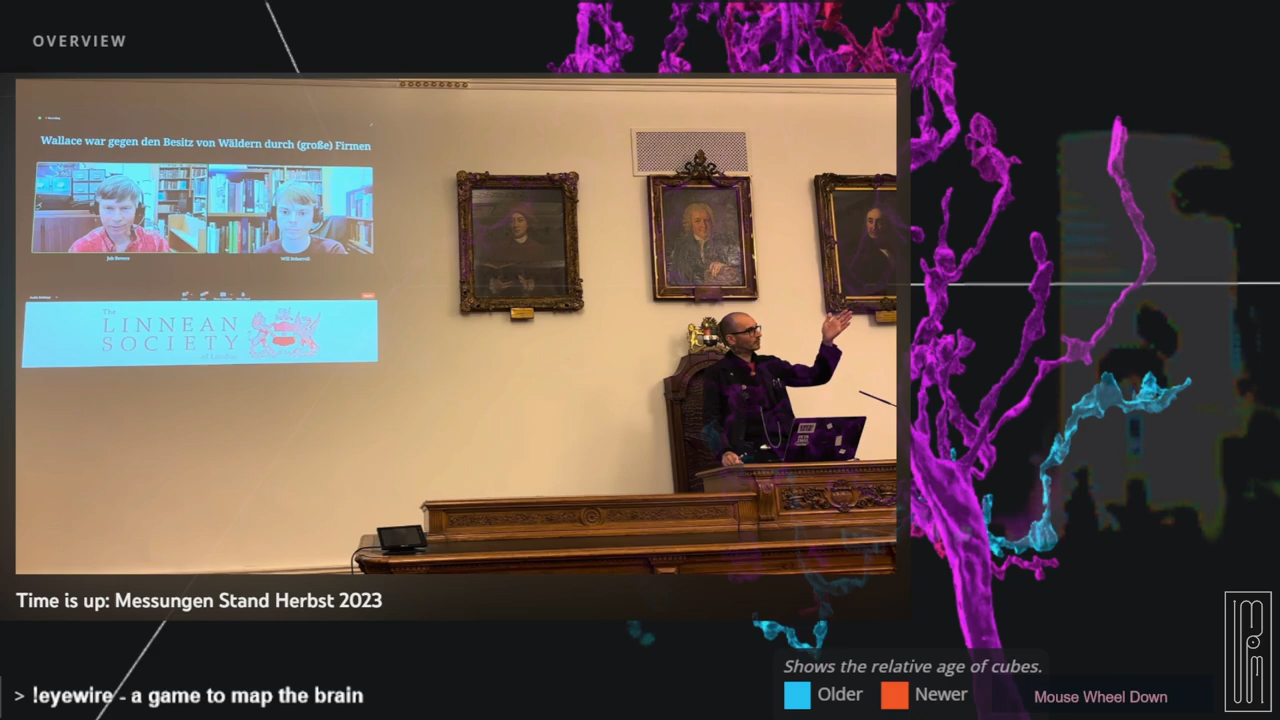 OVERVIEW
Wallace war gegen den Besitz von Wäldern durch (große) Firmen
The
LINNEAN
SOCIETY
of London
Time is up: Messungen Stand Herbst 2023
> !eyewire - a game to map the brain
Shows the relative age of cubes.
Older
Newer
Mouse Wheel Down